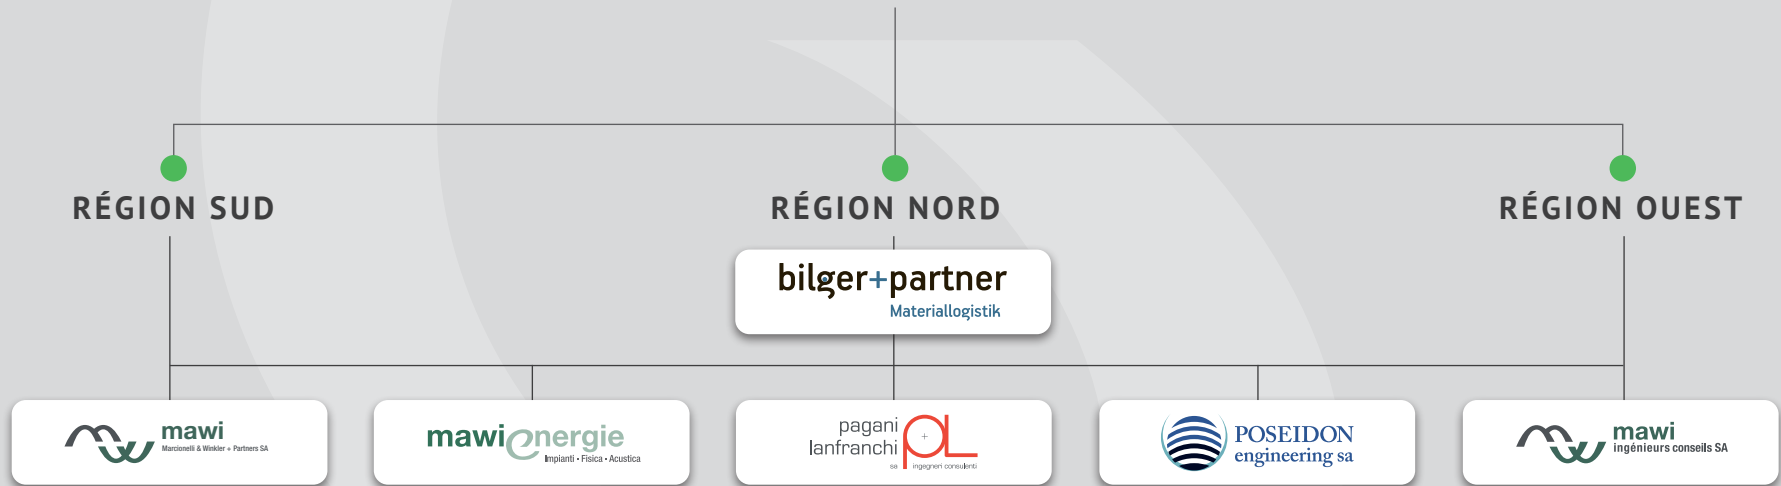 RÉGION SUD
RÉGION NORD
RÉGION OUEST
bilger+partner
Materiallogistik
mawi
Marcionelli & Winkler + Partners SA
mawienergie
Impianti • Fisica • Acustica
pagani
lanfranchi
pL
sa ingegneri consulenti
POSEIDON
engineering sa
mawi
ingénieurs conseils SA